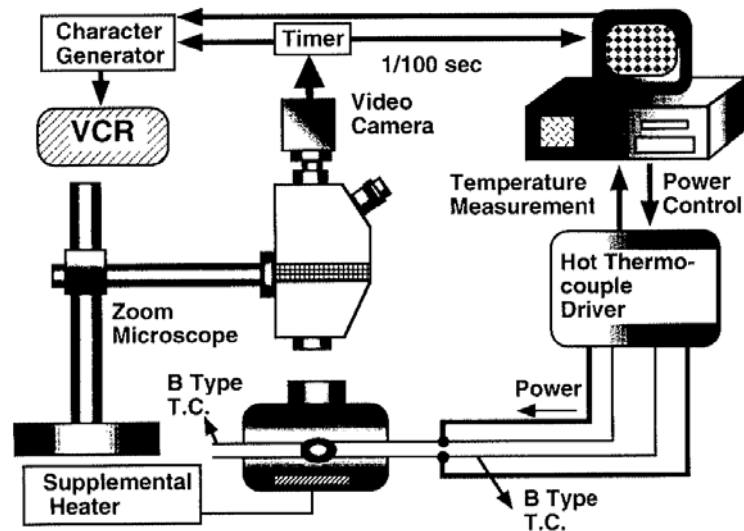 Character
Generator
Timer
1/100 sec
VCR
Video
Camera
Temperature
Measurement
Power
Control
Hot Thermo-
couple
Driver
Zoom
Microscope
B Type
T.C.
Power
Supplemental
Heater
B Type
T.C.